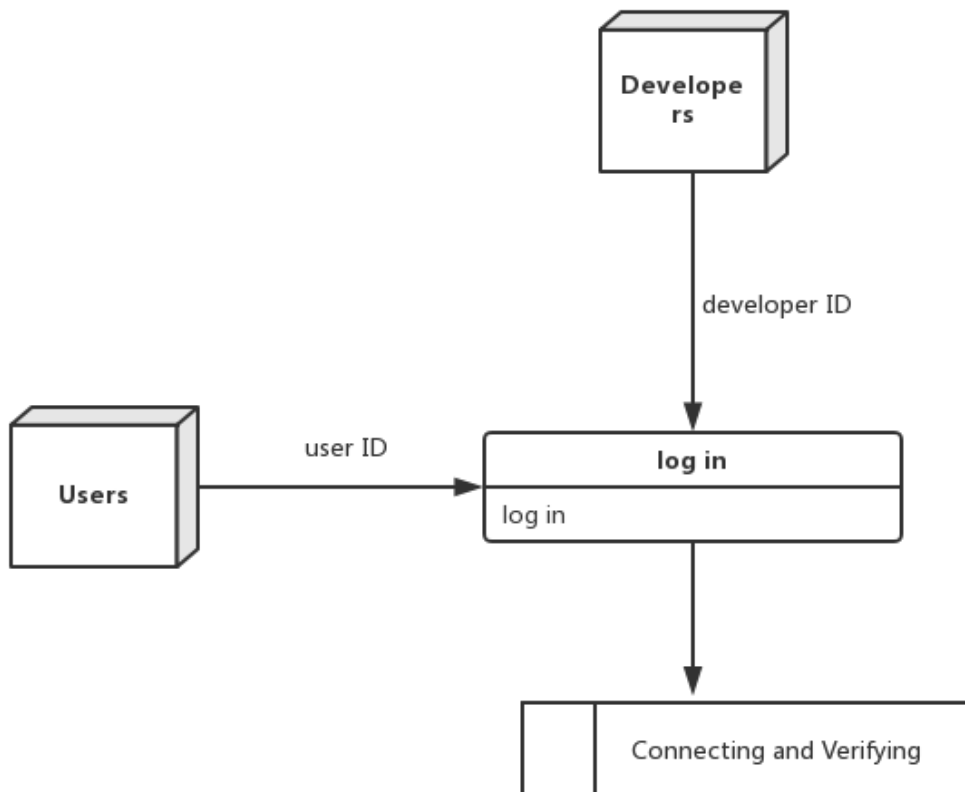 Develope
rs
developer ID
user ID
Users
log in
log in
Connecting and Verifying